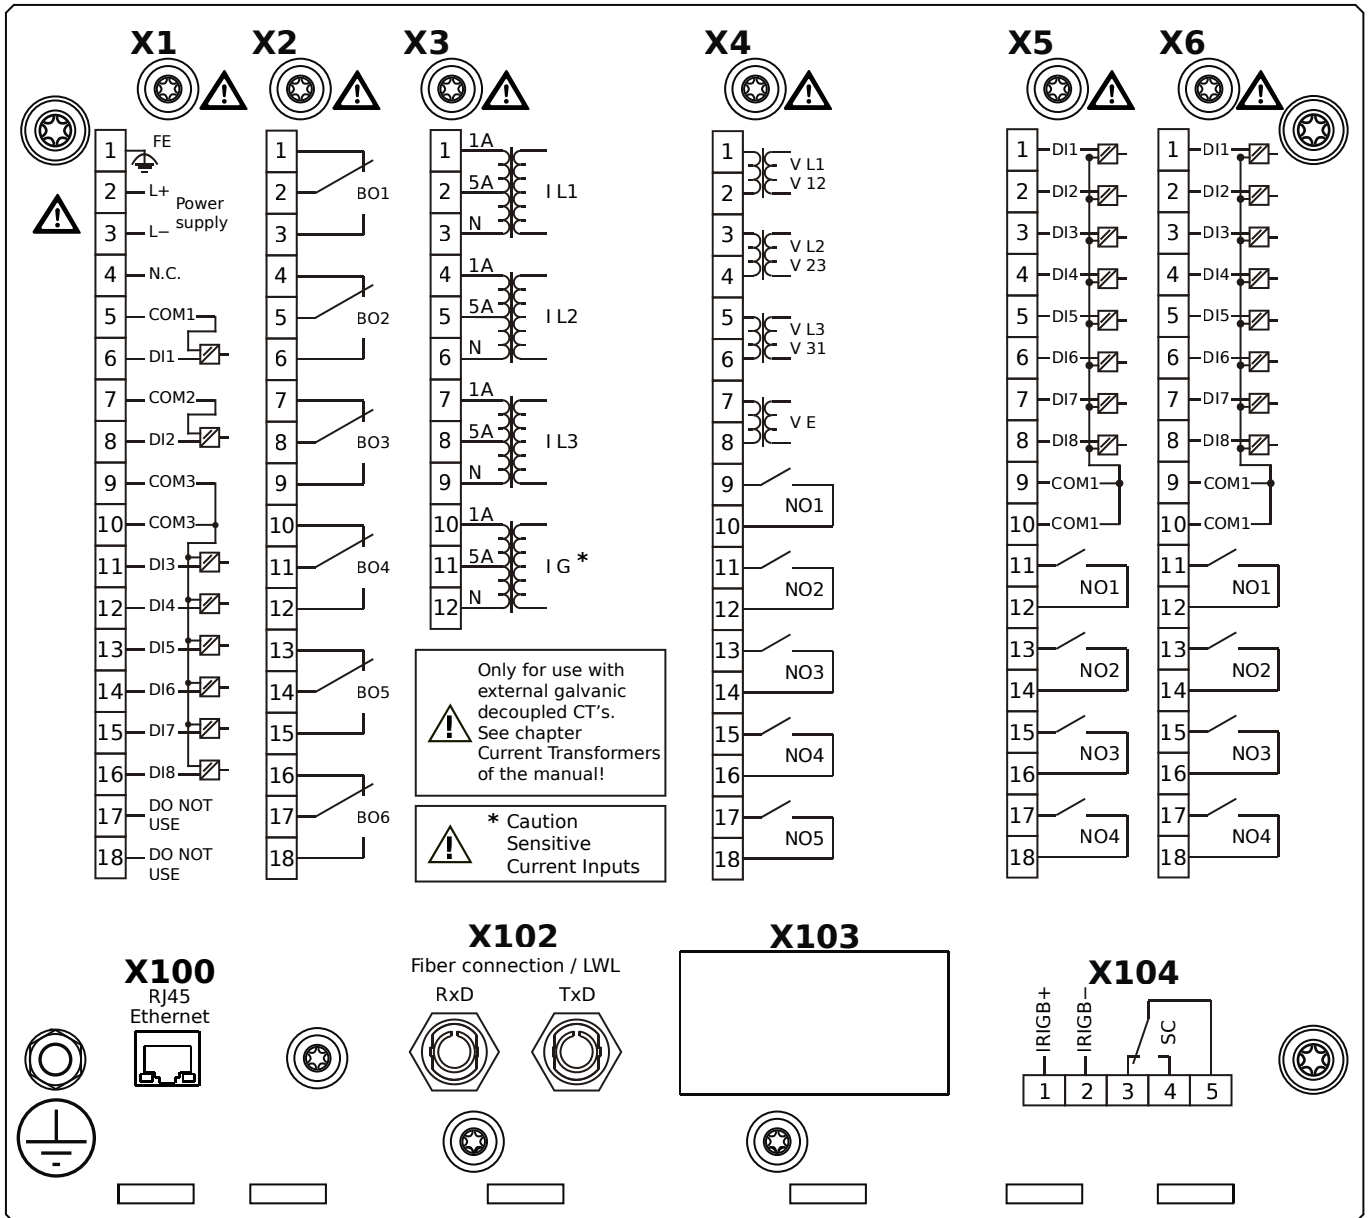 X1
X2
X3
X4
X5
X6
1 FE
2 L+
Power
supply
3 L−
4 N.C.
5 COM1
6 DI1
7 COM2
8 DI2
9 COM3
10 COM3
11 DI3
12 DI4
13 DI5
14 DI6
15 DI7
16 DI8
17 DO NOT
USE
18 DO NOT
USE
1
2 BO1
3
4
5 BO2
6
7
8 BO3
9
10
11 BO4
12
13
14 BO5
15
16
17 BO6
18
1 1A
2 5A I L1
3 N
4 1A
5 5A I L2
6 N
7 1A
8 5A I L3
9 N
10 1A
11 5A I G *
12 N
Only for use with
external galvanic
decoupled CT's.
See chapter
Current Transformers
of the manual!
* Caution
Sensitive
Current Inputs
1 V L1
2 V 12
3 V L2
4 V 23
5 V L3
6 V 31
7 V E
8
9 NO1
10
11 NO2
12
13 NO3
14
15 NO4
16
17 NO5
18
1 DI1
2 DI2
3 DI3
4 DI4
5 DI5
6 DI6
7 DI7
8 DI8
9 COM1
10 COM1
11 NO1
12
13 NO2
14
15 NO3
16
17 NO4
18
1 DI1
2 DI2
3 DI3
4 DI4
5 DI5
6 DI6
7 DI7
8 DI8
9 COM1
10 COM1
11 NO1
12
13 NO2
14
15 NO3
16
17 NO4
18
X100
RJ45
Ethernet
X102
Fiber connection / LWL
RxD TxD
X103
X104
IRIGB+
IRIGB−
SC
1 2 3 4 5